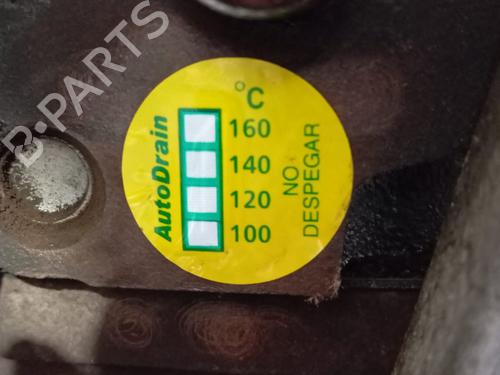 B-PARTS
AutoDrain
°C
160
140
120
100
NO
DESPEGAR